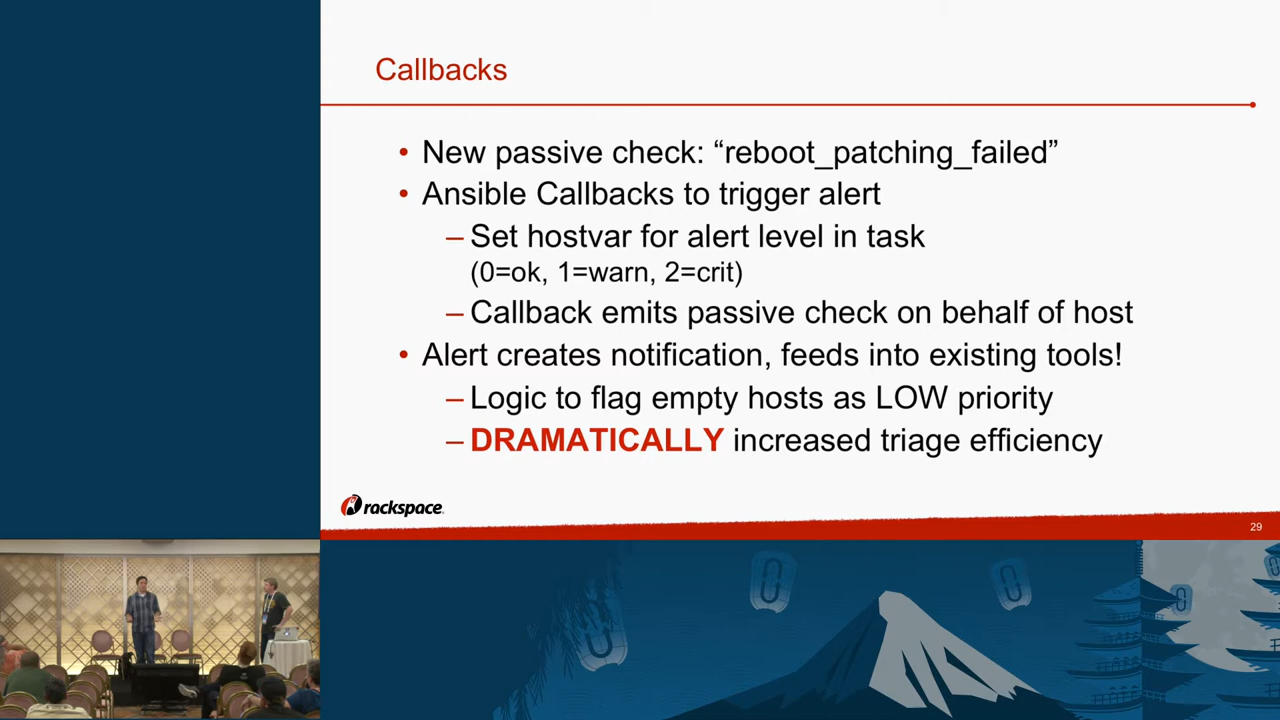 Callbacks
• New passive check: “reboot_patching_failed”
• Ansible Callbacks to trigger alert
– Set hostvar for alert level in task
(0=ok, 1=warn, 2=crit)
– Callback emits passive check on behalf of host
• Alert creates notification, feeds into existing tools!
– Logic to flag empty hosts as LOW priority
– DRAMATICALLY increased triage efficiency
rackspace.
29